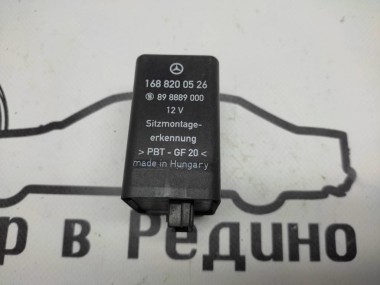 168 820 05 26
89 8889 000
12 V
Sitzmontage-
erkennung
> PBT - GF 20 <
made in Hungary
р в Редино